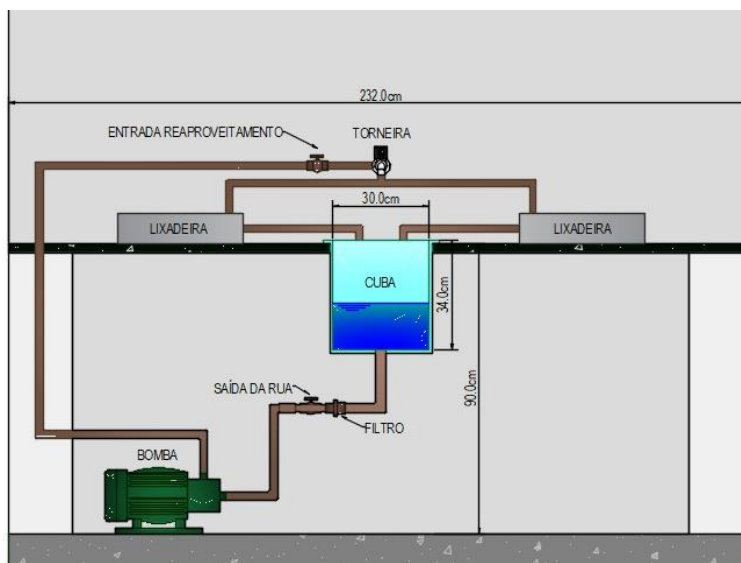 232.0cm
ENTRADA REAPROVEITAMENTO
TORNEIRA
30.0cm
LIXADEIRA
LIXADEIRA
CUBA
34.0cm
90.0cm
SAÍDA DA RUA
FILTRO
BOMBA